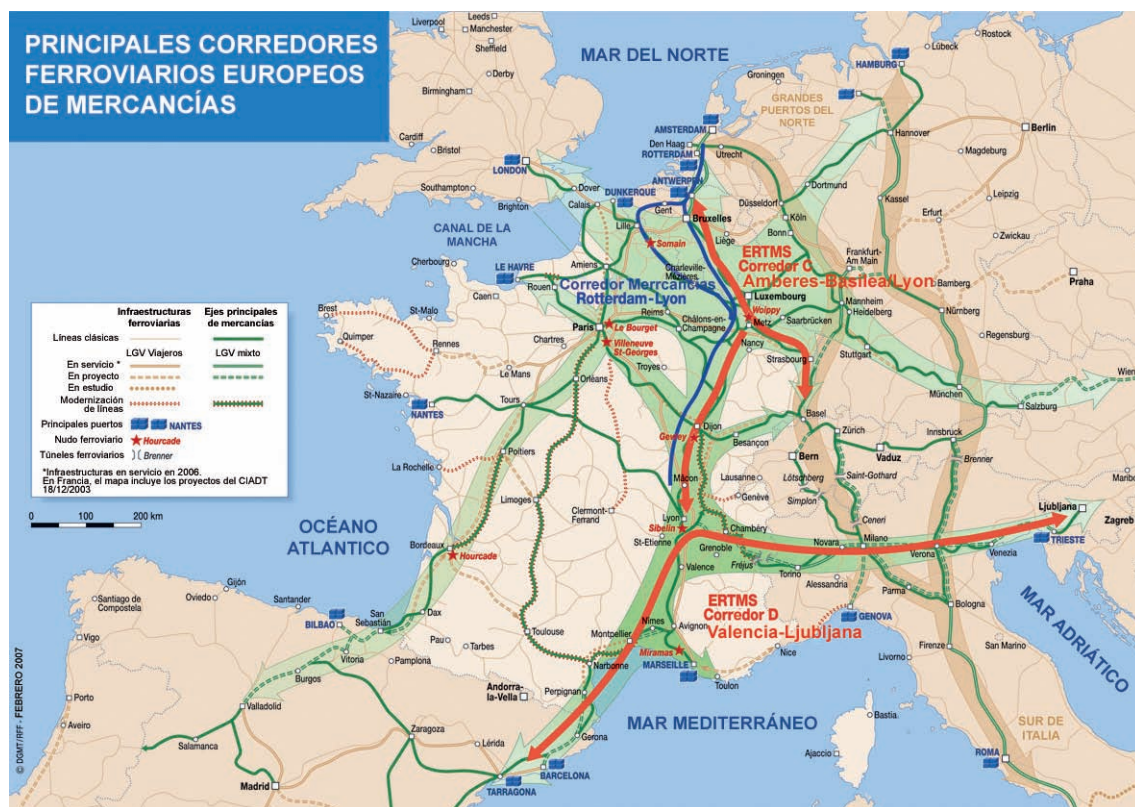 PRINCIPALES CORREDORES
FERROVIARIOS EUROPEOS
DE MERCANCÍAS
MAR DEL NORTE
Liverpool
Leeds
Manchester
Sheffield
Derby
Birmingham
Cardiff
Bristol
LONDON
Southampton
Brighton
Dover
Calais
DUNKERQUE
CANAL DE LA
MANCHA
Groningen
GRANDES
PUERTOS DEL
NORTE
HAMBURG
Lübeck
Rostock
Szczecin
AMSTERDAM
Den Haag
ROTTERDAM
Utrecht
ANTWERPEN
Gent
Bruxelles
Lille
Liège
Hannover
Berlin
Magdeburg
Dortmund
Düsseldorf
Köln
Bonn
Kassel
Leipzig
Erfurt
Zwickau
Frankfurt-
Am Main
Bamberg
Praha
Somain
ERTMS
Corredor C
Amberes-Basilea/Lyon
Charleville-
Mézières
Corredor Merrcancías
Rotterdam-Lyon
Cherbourg
LE HAVRE
Amiens
Rouen
Caen
Reims
Châlons-en-
Champagne
Luxembourg
Woippy
Metz
Saarbrücken
Mannheim
Heidelberg
Nürnberg
Regensburg
Brest
St-Malo
Quimper
Rennes
Paris
Le Bourget
Villeneuve
St-Georges
Chartres
Le Mans
Nancy
Strasbourg
Stuttgart
Troyes
Orléans
Wien
München
Salzburg
St-Nazaire
NANTES
Tours
Dijon
Gevrey
Besançon
Basel
Zürich
Bern
Vaduz
Innsbruck
Brenner
Lötschberg
Saint-Gothard
Simplon
Ceneri
Poitiers
La Rochelle
Limoges
Clermont-
Ferrand
Mâcon
Lausanne
Genève
Lyon
Sibelin
St-Etienne
Chambéry
Grenoble
Fréjus
Valence
Novara
Milano
Torino
Alessandria
Verona
Venezia
Ljubljana
TRIESTE
Zagreb
Maribo
Parma
Bologna
GENOVA
Firenze
San Marino
Livorno
OCÉANO
ATLANTICO
Bordeaux
Hourcade
Dax
Pau
Tarbes
Toulouse
Montpellier
Nimes
Avignon
ERTMS
Corredor D
Valencia-Ljubljana
Miramas
MARSEILLE
Toulon
Nice
Narbonne
Perpignan
Andorra-
la-Vella
MAR MEDITERRÁNEO
MAR ADRIÁTICO
SUR DE
ITALIA
ROMA
Bastia.
Ajaccio
Santiago de
Compostela
Vigo
Oviedo
Gijón
Santander
BILBAO
San
Sebastián
Vitoria
Pamplona
Burgos
Valladolid
Porto
Aveiro
Salamanca
Madrid
Zaragoza
Lérida
Gerona
BARCELONA
TARRAGONA
Infraestructuras
ferroviarias
Ejes principales
de mercancías
Líneas clásicas
LGV Viajeros
LGV mixto
En servicio *
En proyecto
En estudio
Modernización
de líneas
Principales puertos
NANTES
Nudo ferroviario
Hourcade
Túneles ferroviarios
Brenner
*Infraestructuras en servicio en 2006.
En Francia, el mapa incluye los proyectos del CIADT
18/12/2003
0 100 100 200 km
© DGMT/RFF - FEBRERO 2007